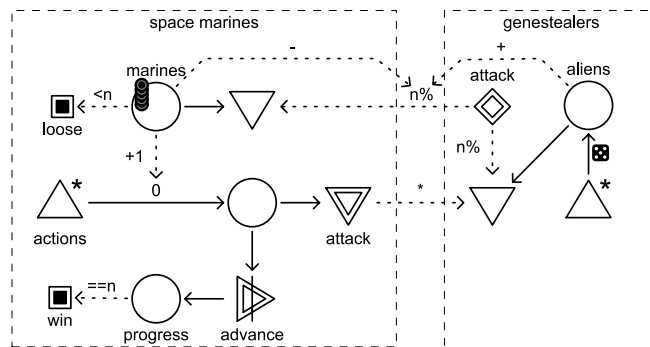 space marines
genestealers
-
+
marines
attack
aliens
<n
n%
loose
+1
n%
0
*
*
*
actions
attack
==n
win
progress
advance